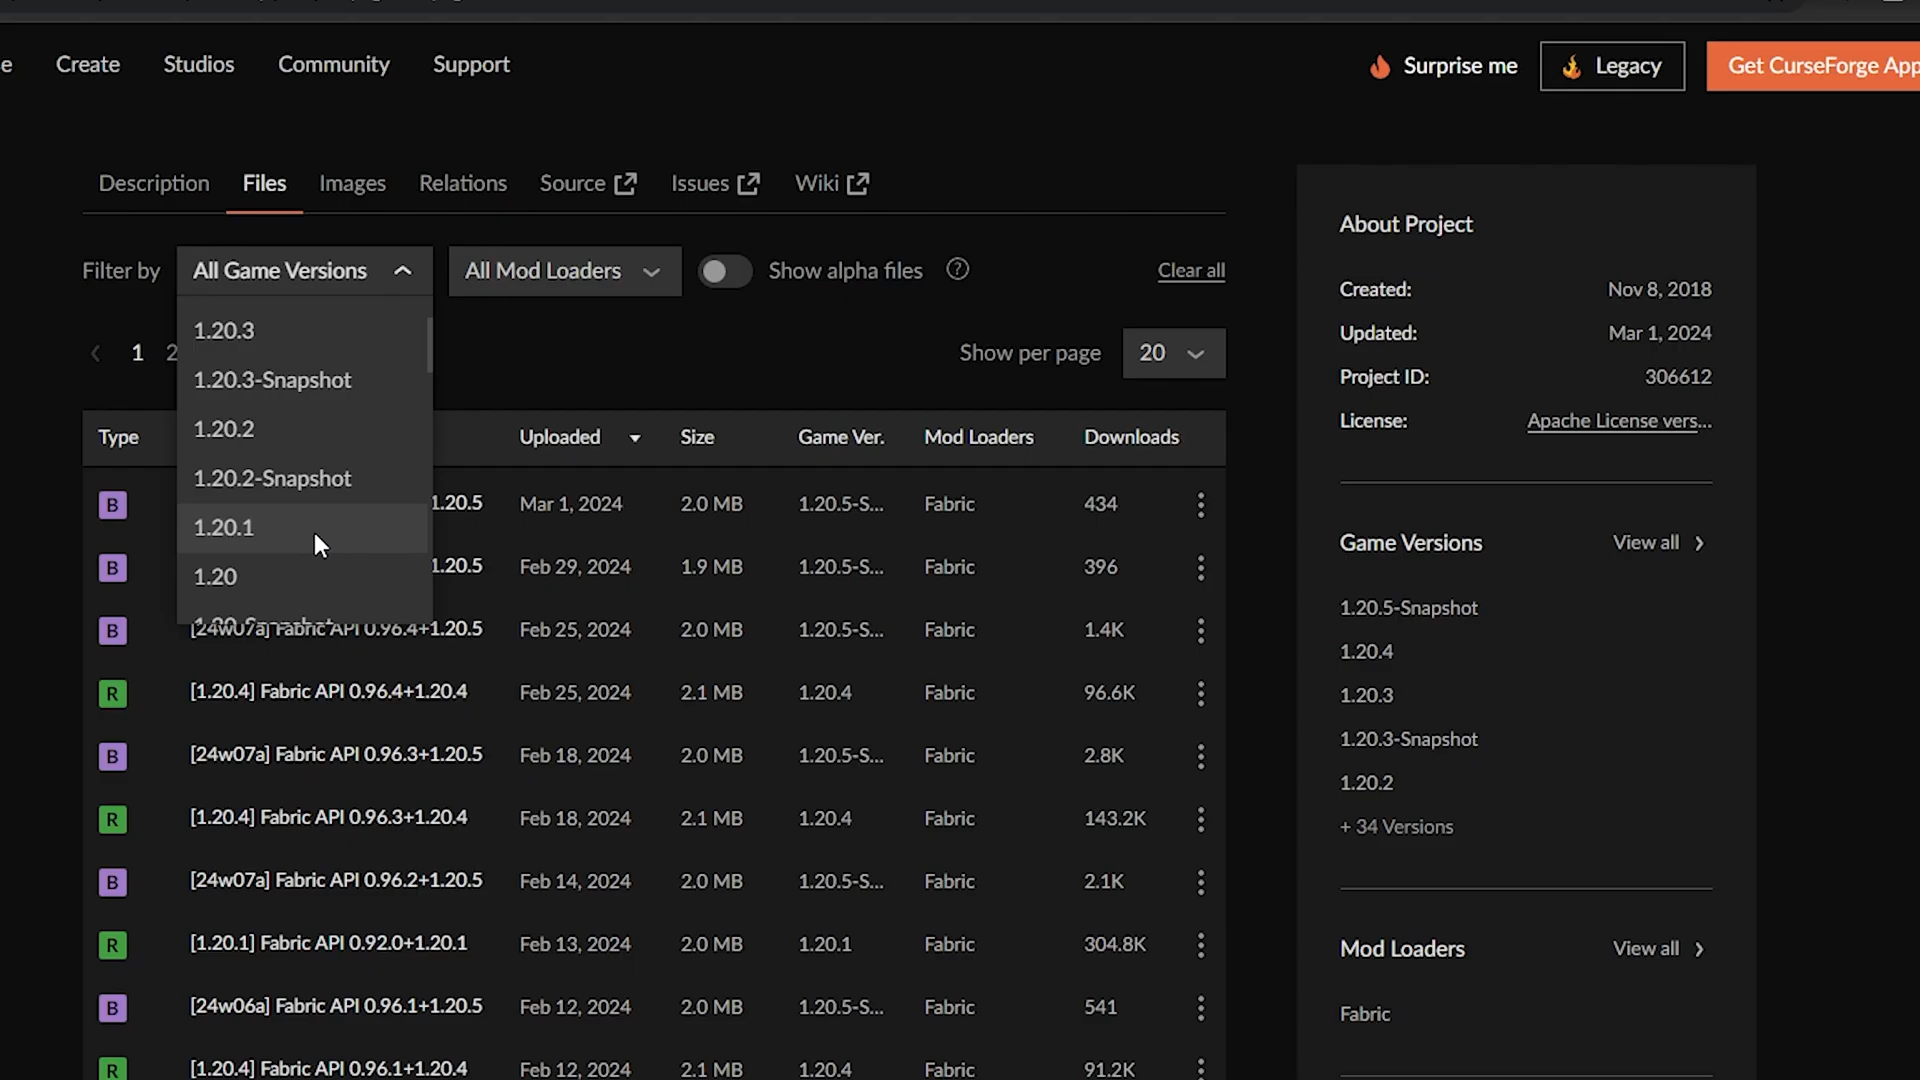 e Create Studios Community Support Surprise me Legacy Get CurseForge App
Description Files Images Relations Source Issues Wiki
Filter by All Game Versions All Mod Loaders Show alpha files ? Clear all
1 2 Show per page 20
1.20.3
1.20.3-Snapshot
1.20.2
1.20.2-Snapshot
1.20.1
1.20
Type Uploaded Size Game Ver. Mod Loaders Downloads
B 1.20.5 Mar 1, 2024 2.0 MB 1.20.5-S... Fabric 434
B 1.20.5 Feb 29, 2024 1.9 MB 1.20.5-S... Fabric 396
B [24w07a] Fabric API 0.96.4+1.20.5 Feb 25, 2024 2.0 MB 1.20.5-S... Fabric 1.4K
R [1.20.4] Fabric API 0.96.4+1.20.4 Feb 25, 2024 2.1 MB 1.20.4 Fabric 96.6K
B [24w07a] Fabric API 0.96.3+1.20.5 Feb 18, 2024 2.0 MB 1.20.5-S... Fabric 2.8K
R [1.20.4] Fabric API 0.96.3+1.20.4 Feb 18, 2024 2.1 MB 1.20.4 Fabric 143.2K
B [24w07a] Fabric API 0.96.2+1.20.5 Feb 14, 2024 2.0 MB 1.20.5-S... Fabric 2.1K
R [1.20.1] Fabric API 0.92.0+1.20.1 Feb 13, 2024 2.0 MB 1.20.1 Fabric 304.8K
B [24w06a] Fabric API 0.96.1+1.20.5 Feb 12, 2024 2.0 MB 1.20.5-S... Fabric 541
R [1.20.4] Fabric API 0.96.1+1.20.4 Feb 12, 2024 2.1 MB 1.20.4 Fabric 91.2K
About Project
Created: Nov 8, 2018
Updated: Mar 1, 2024
Project ID: 306612
License: Apache License vers...
Game Versions View all
1.20.5-Snapshot
1.20.4
1.20.3
1.20.3-Snapshot
1.20.2
+ 34 Versions
Mod Loaders View all
Fabric